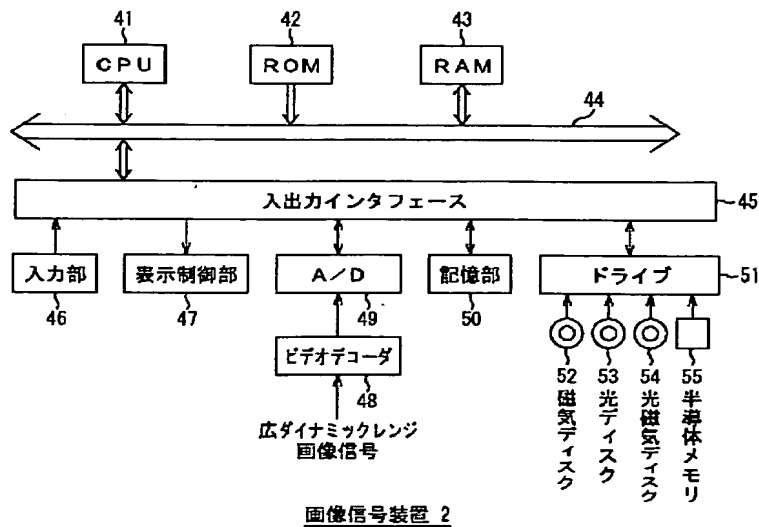 41
42
43
CPU
ROM
RAM
44
入出力インタフェース
45
入力部
表示制御部
A/D
記憶部
ドライブ
51
46
47
49
50
ビデオデコーダ
48
広ダイナミックレンジ
画像信号
52 磁気ディスク
53 光ディスク
54 光磁気ディスク
55 半導体メモリ
画像信号装置 2